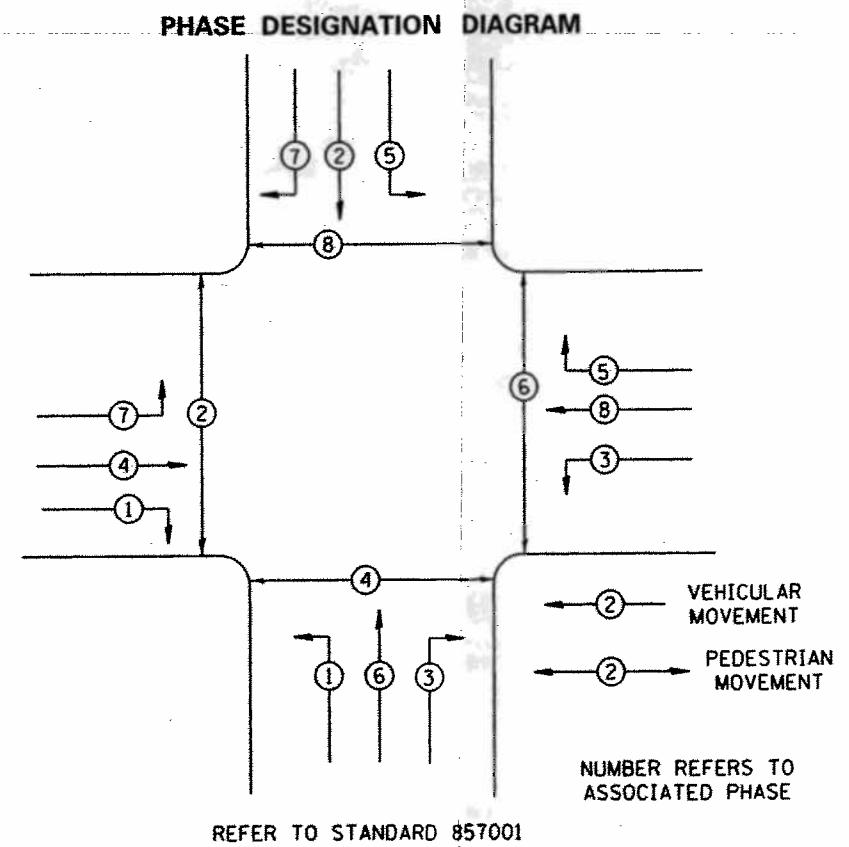 PHASE DESIGNATION DIAGRAM
7 2 5
8
7 2 6 5
8
4 3
1
4
1 6 3
2 VEHICULAR
MOVEMENT
2 PEDESTRIAN
MOVEMENT
NUMBER REFERS TO
ASSOCIATED PHASE
REFER TO STANDARD 857001